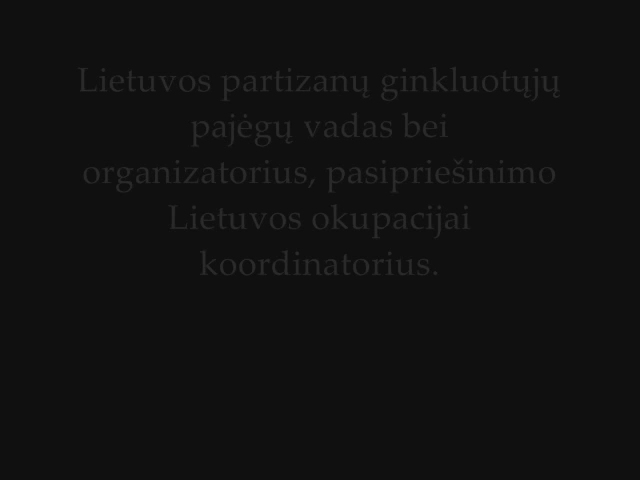 Lietuvos partizanų ginkluotųjų
pajėgų vadas bei
organizatorius, pasipriešinimo
Lietuvos okupacijai
koordinatorius.